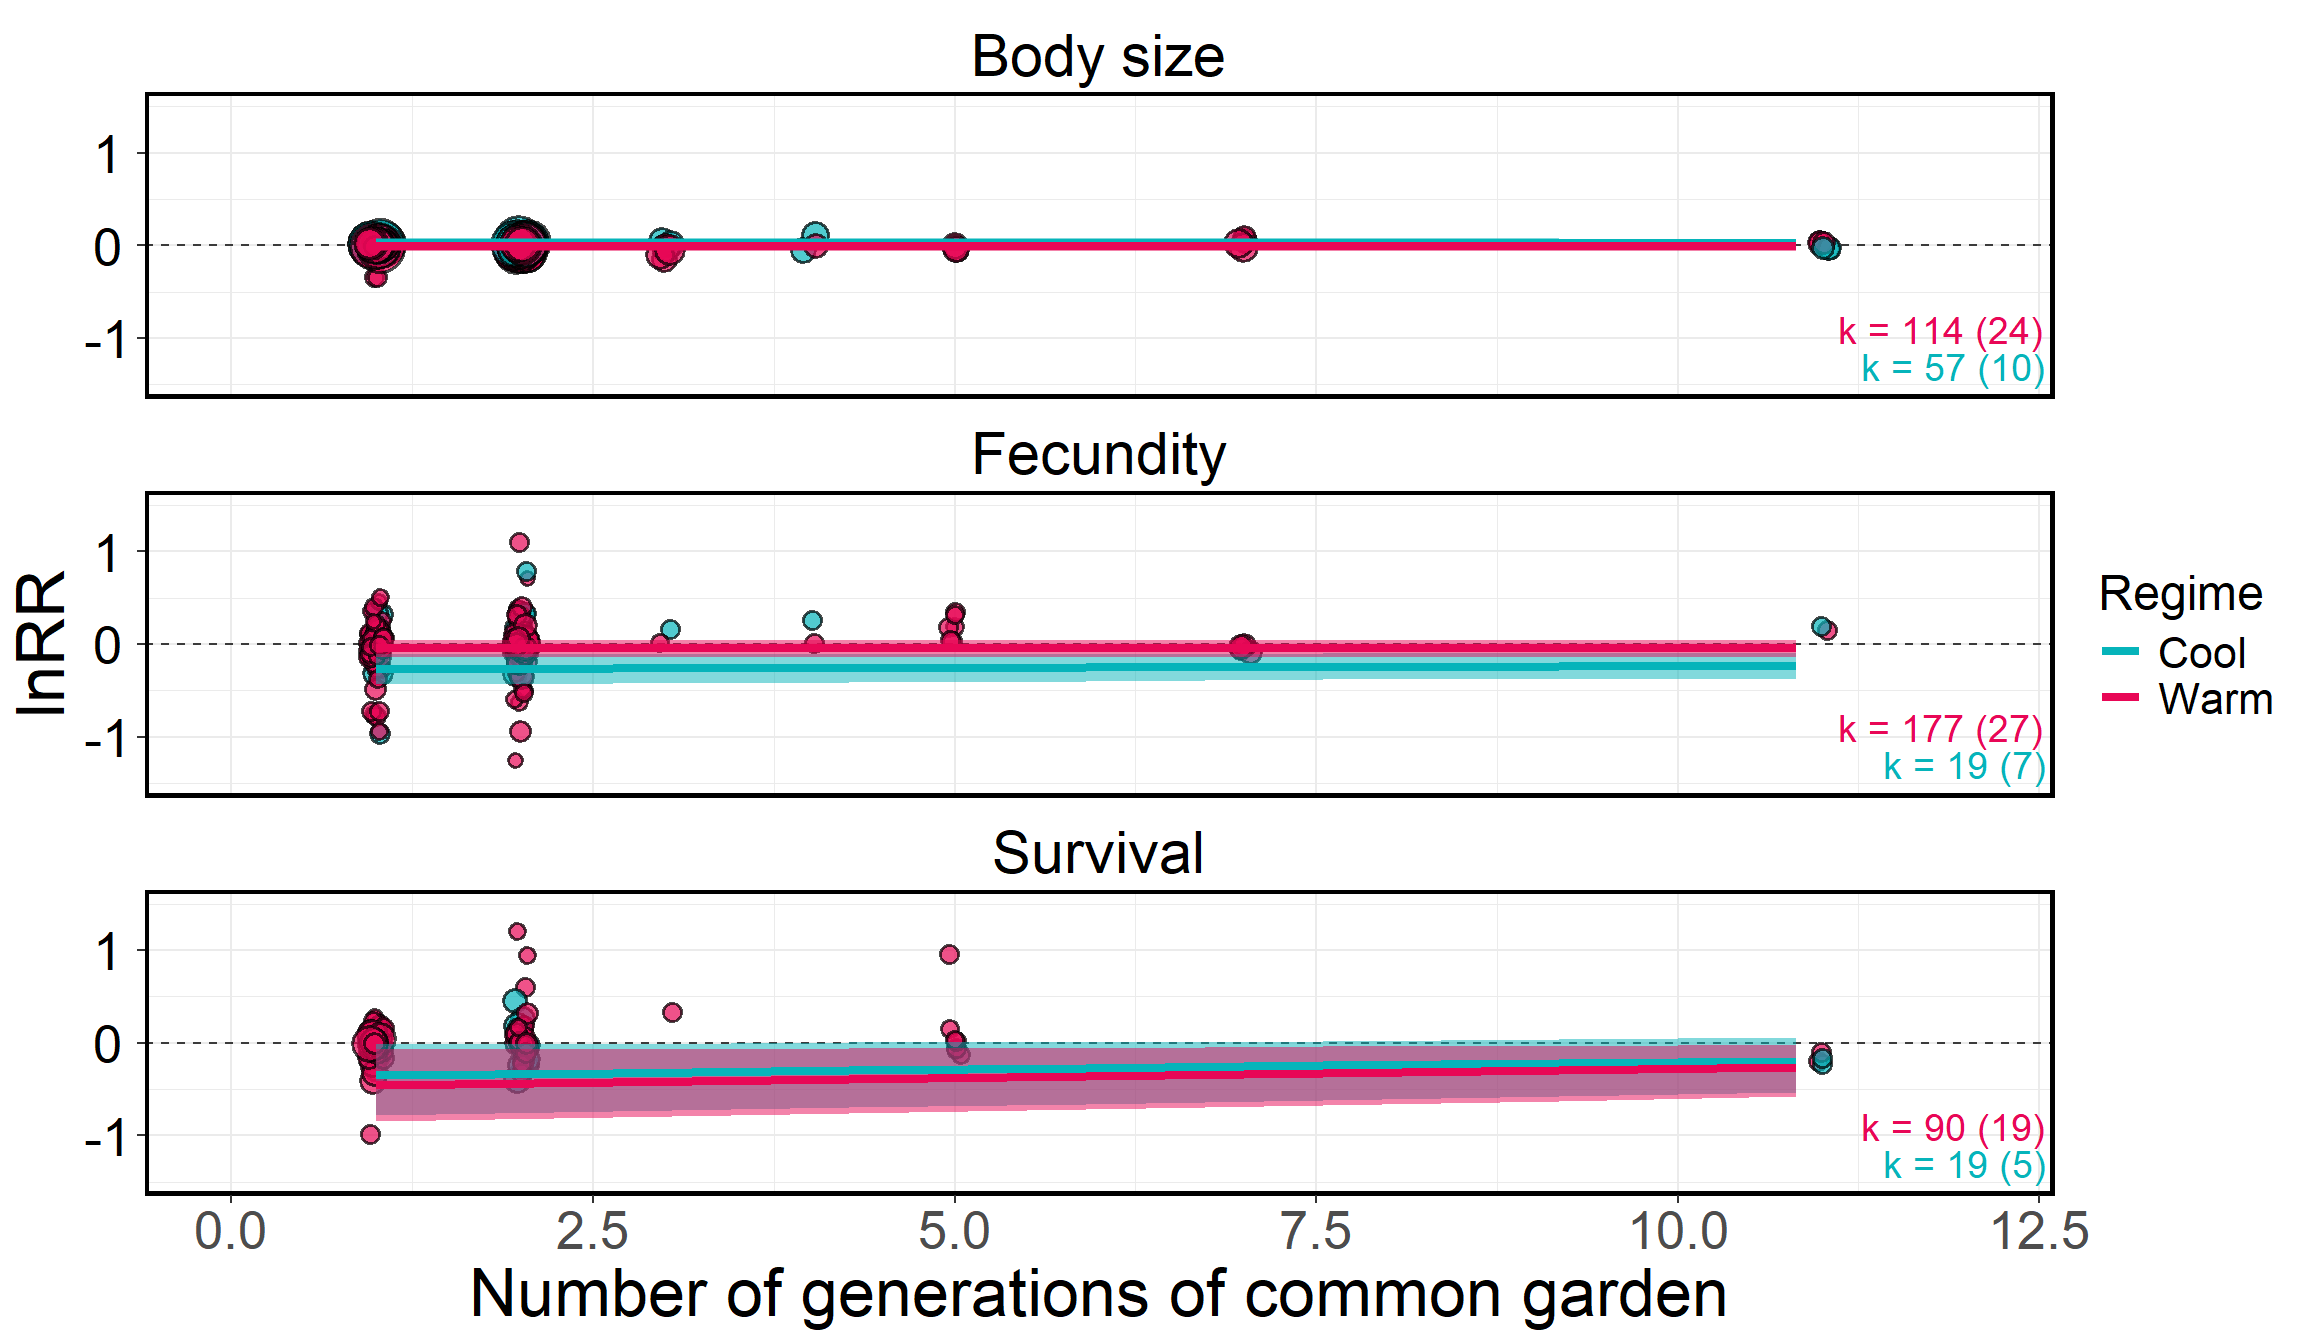 Body size
1
0
-1
k = 114 (24)
k = 57 (10)
Fecundity
1
0
-1
k = 177 (27)
k = 19 (7)
Survival
1
0
-1
k = 90 (19)
k = 19 (5)
0.0 2.5 5.0 7.5 10.0 12.5
Number of generations of common garden
lnRR
Regime
Cool
Warm